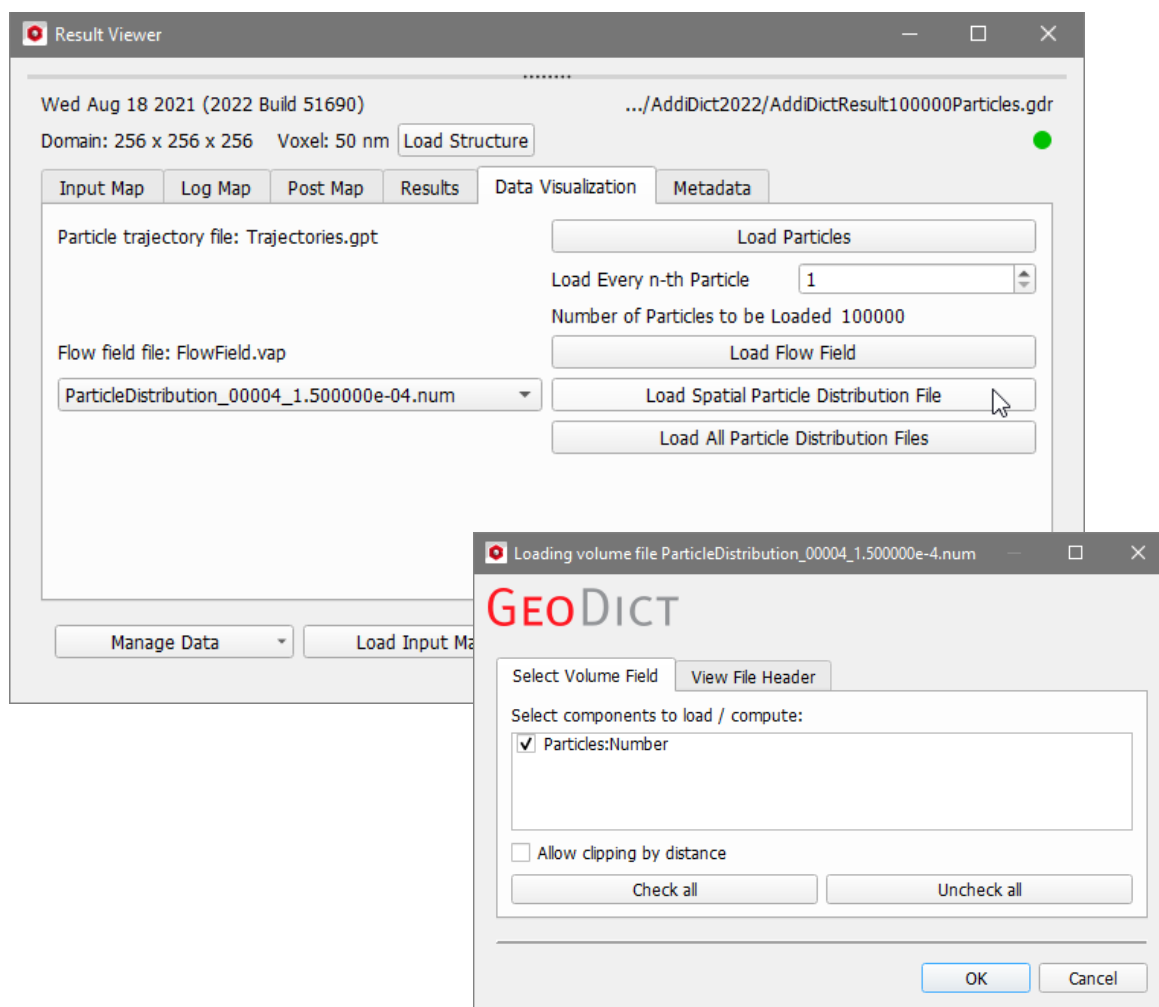 Result Viewer
Wed Aug 18 2021 (2022 Build 51690) .../AddiDict2022/AddiDictResult100000Particles.gdr
Domain: 256 x 256 x 256 Voxel: 50 nm Load Structure
Input Map Log Map Post Map Results Data Visualization Metadata
Particle trajectory file: Trajectories.gpt Load Particles
Load Every n-th Particle 1
Number of Particles to be Loaded 100000
Flow field file: FlowField.vap Load Flow Field
ParticleDistribution_00004_1.500000e-04.num Load Spatial Particle Distribution File
Load All Particle Distribution Files
Manage Data Load Input Ma
Loading volume file ParticleDistribution_00004_1.500000e-4.num
GEODICT
Select Volume Field View File Header
Select components to load / compute:
Particles:Number
Allow clipping by distance
Check all Uncheck all
OK Cancel